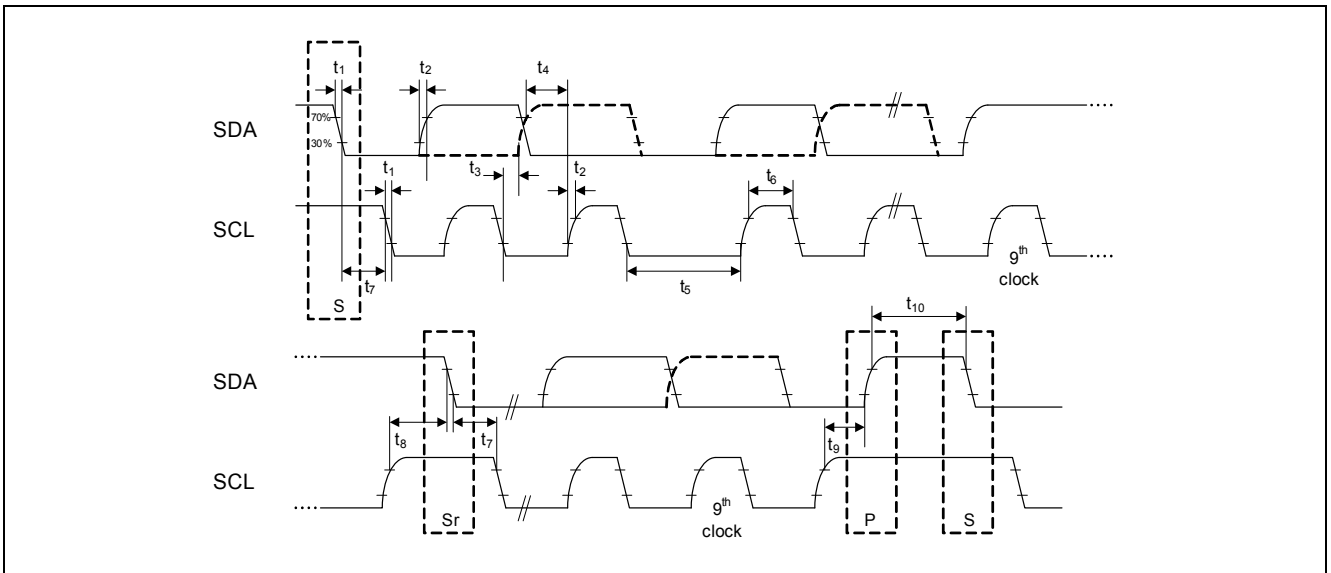 t1 t2 t4
70%
SDA
30%
t1 t3 t2 t6
SCL
9th
clock
t7 t5
S
t10
SDA
t8 t7 t9
SCL
9th
Sr P S
clock